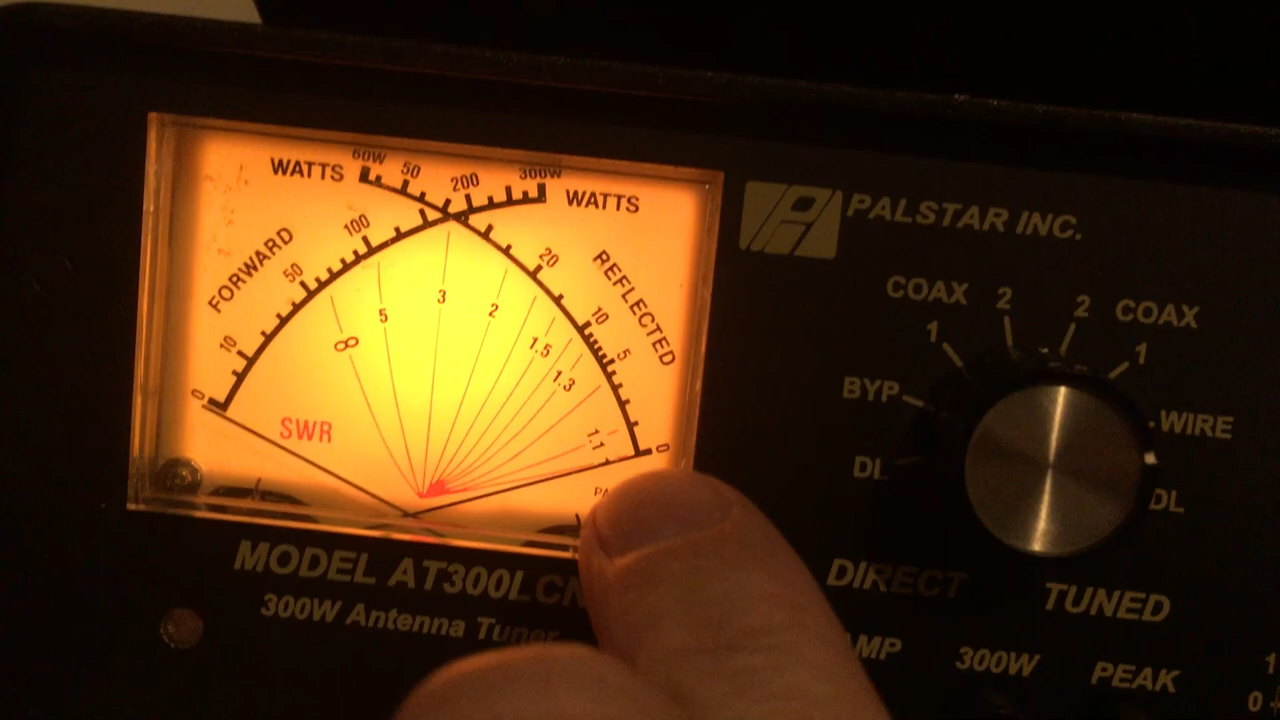 WATTS 60W 50 200 300W WATTS
FORWARD 0 10 50 100
REFLECTED 20 10 5 0
∞ 5 3 2 1.5 1.3 1.1
SWR
PALSTAR INC.
COAX 2 2 COAX
1 1
BYP WIRE
DL DL
DIRECT TUNED
MODEL AT300LCN
300W Antenna Tuner
300W PEAK